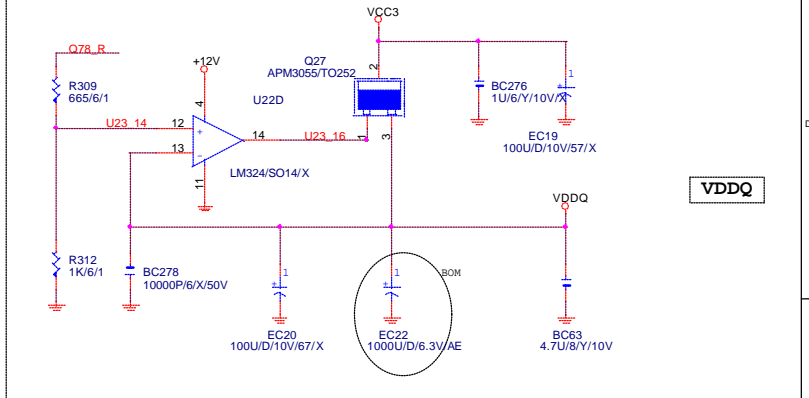 VCC3
Q78_R
R309
665/6/1
+12V
4
U22D
Q27
APM3055/TO252
2
1
3
BC276
1U/6/Y/10V/X
1
EC19
100U/D/10V/57/X
D
U23_14
12
+
13
-
14
U23_16
11
LM324/SO14/X
VDDQ
VDDQ
R312
1K/6/1
BC278
10000P/6/X/50V
1
+
EC20
100U/D/10V/67/X
1
+
BOM
EC22
1000U/D/6.3V/AE
BC63
4.7U/8/Y/10V